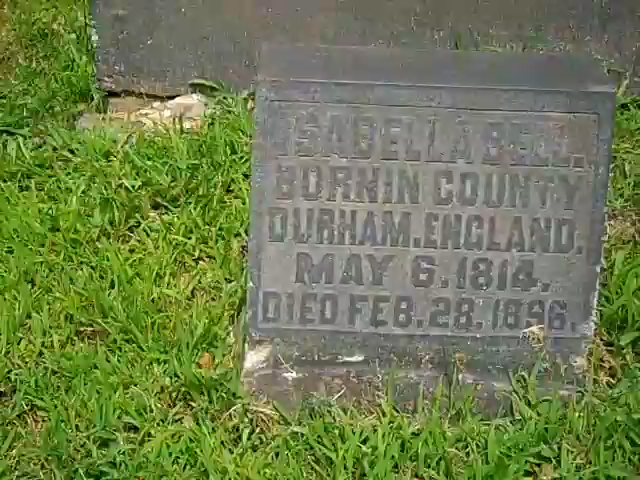 ISABELLA BELL.
BORN IN COUNTY
DURHAM, ENGLAND,
MAY 6, 1814,
DIED FEB. 28, 1896.